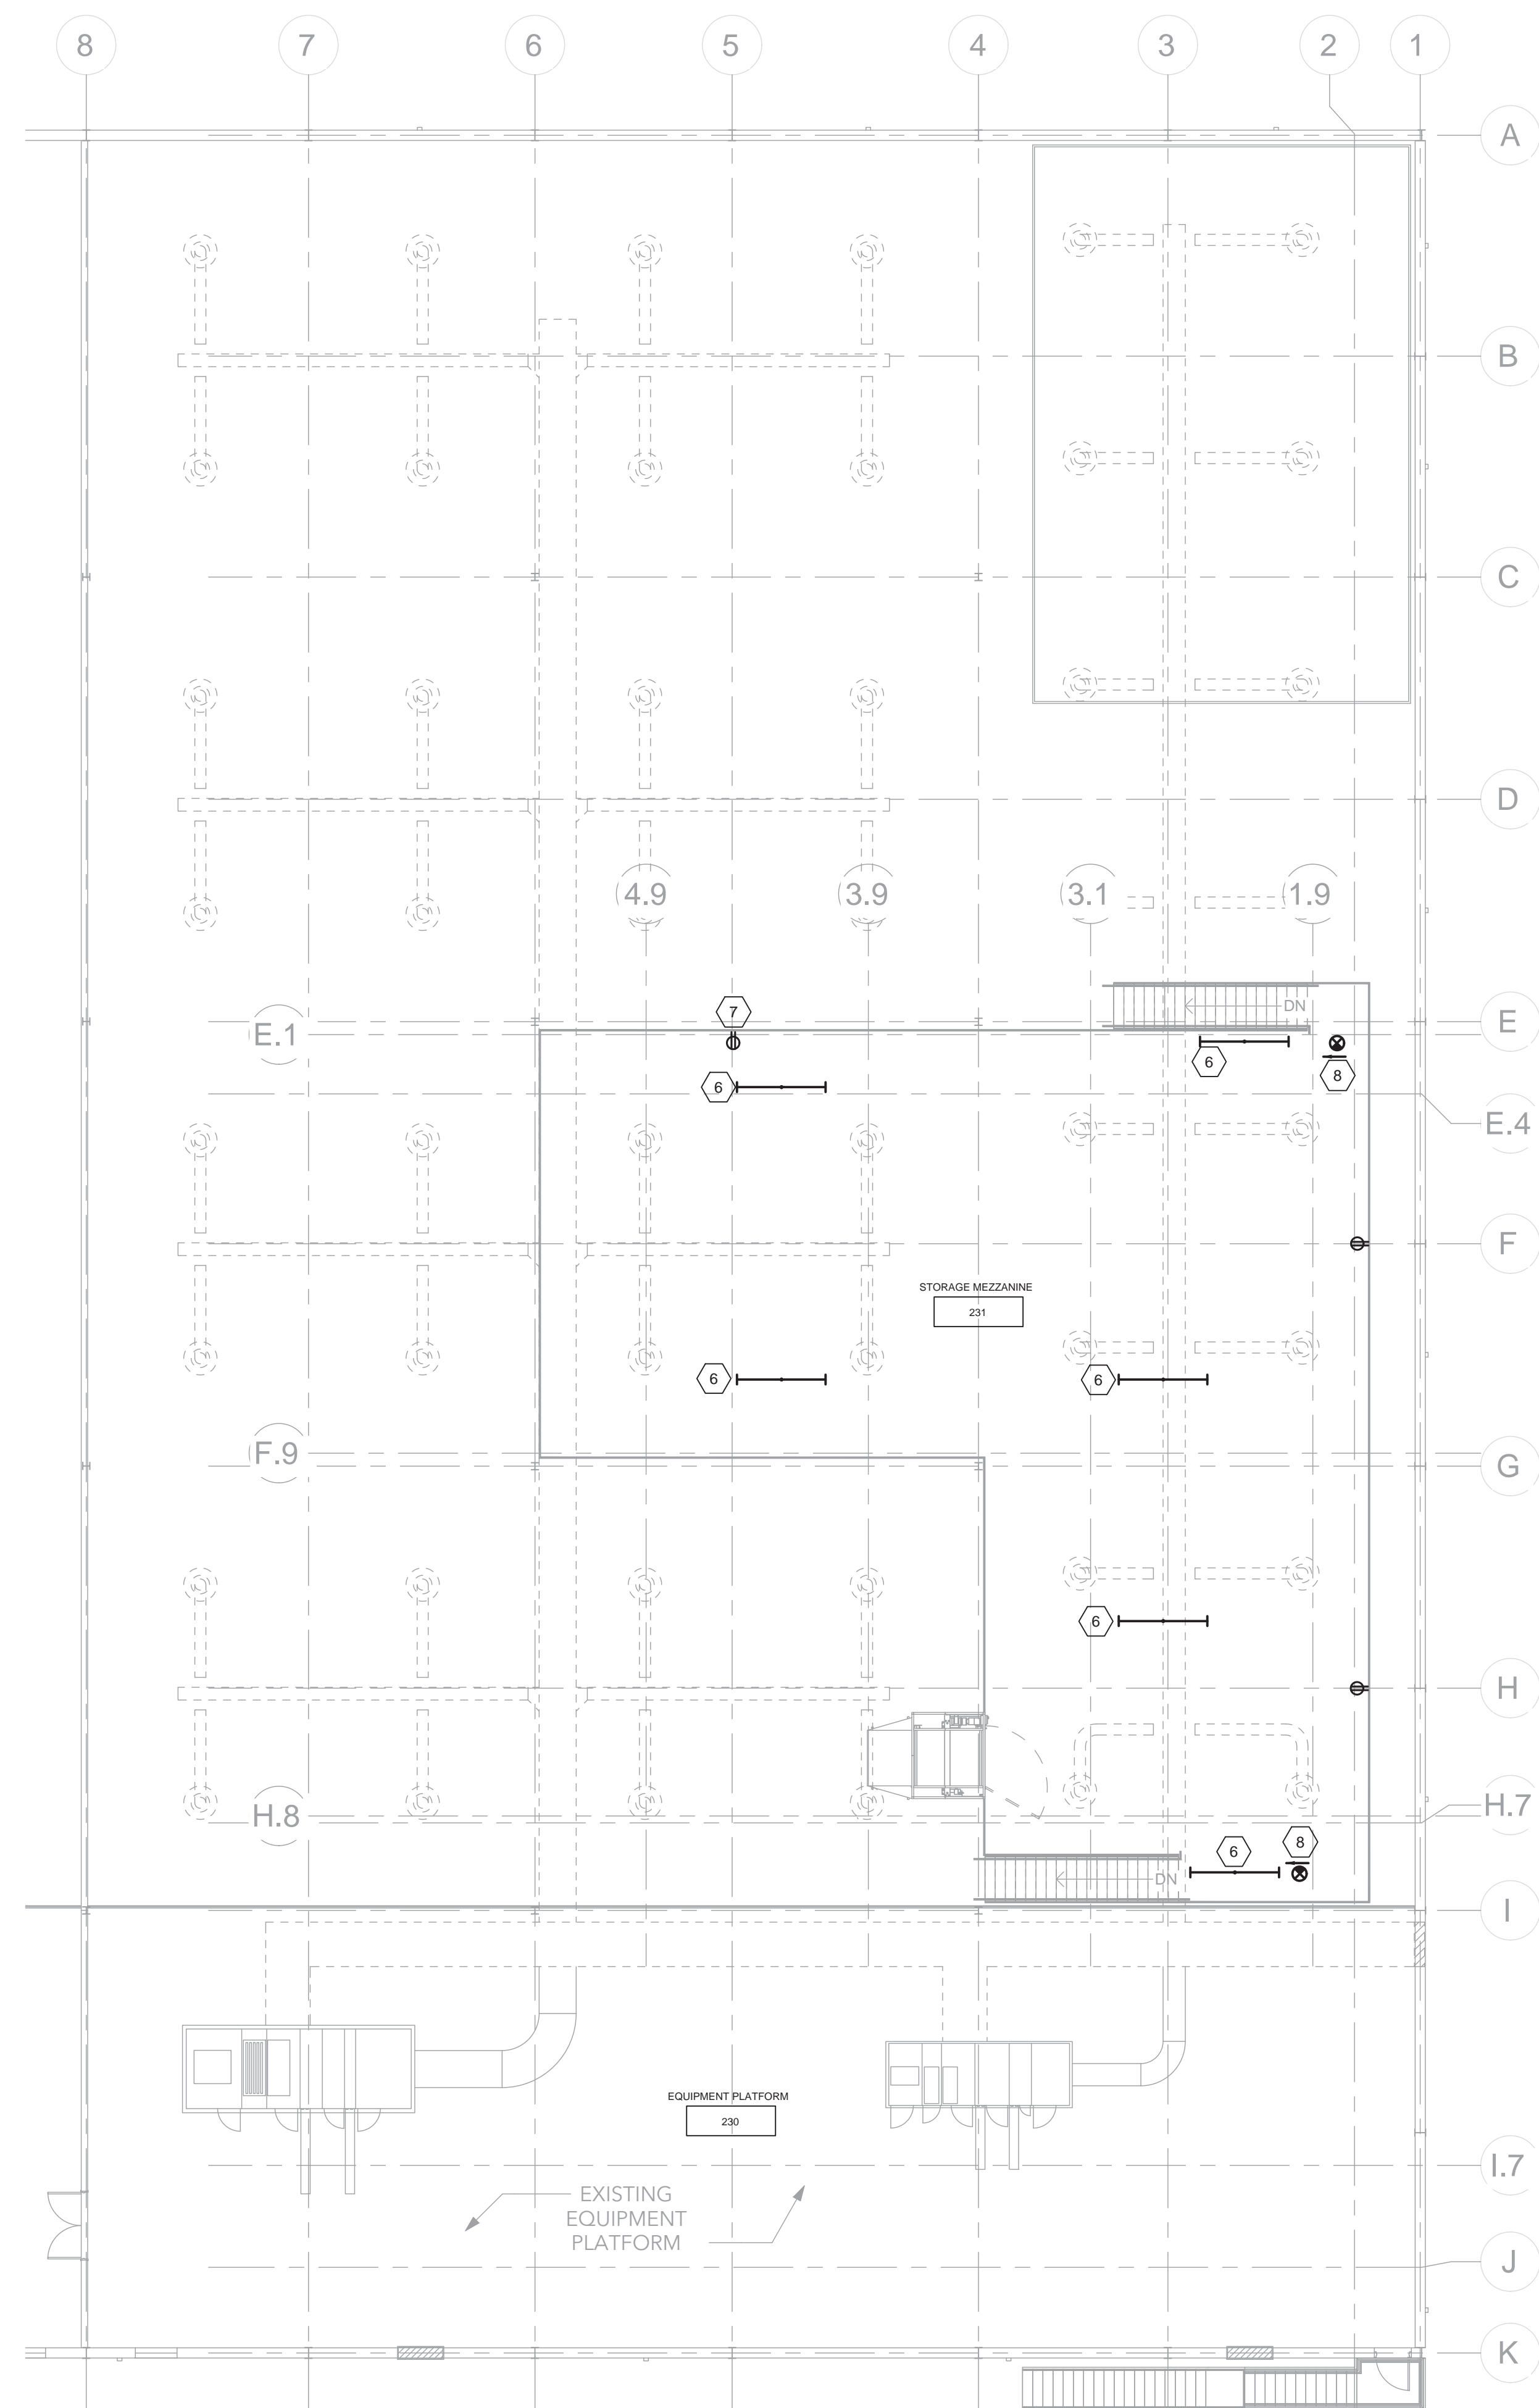 8
7
6
5
4
3
2
1
A
B
C
D
4.9
3.9
3.1
1.9
DN
7
E
E.1
6
6
8
E.4
F
STORAGE MEZZANINE
231
6
6
F.9
G
6
H
H.7
H.8
6
8
DN
I
EQUIPMENT PLATFORM
230
I.7
EXISTING
EQUIPMENT
PLATFORM
J
K